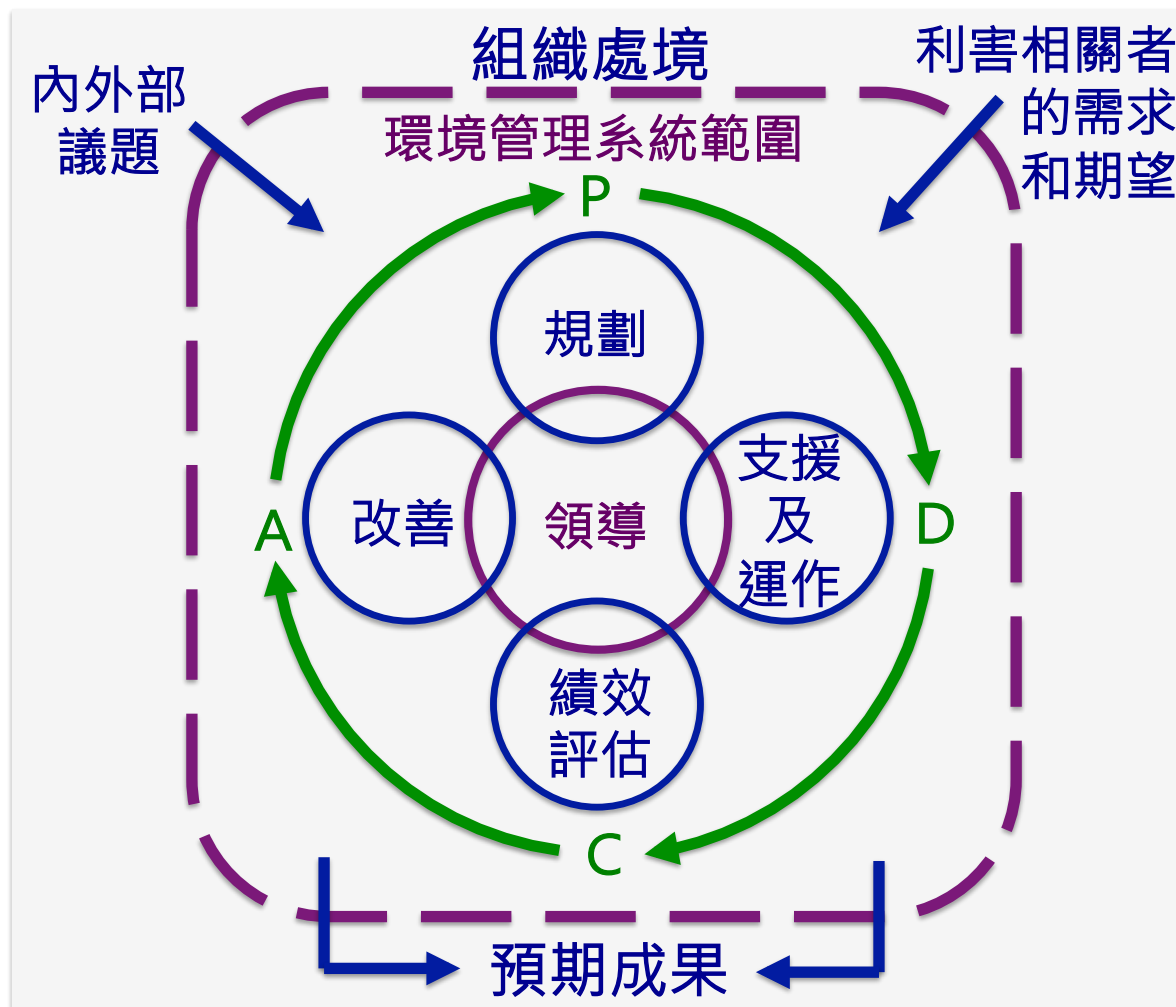 組織處境
內外部
議題
利害相關者
的需求
和期望
環境管理系統範圍
P
規劃
支援
及
運作
改善
領導
A
D
績效
評估
C
預期成果